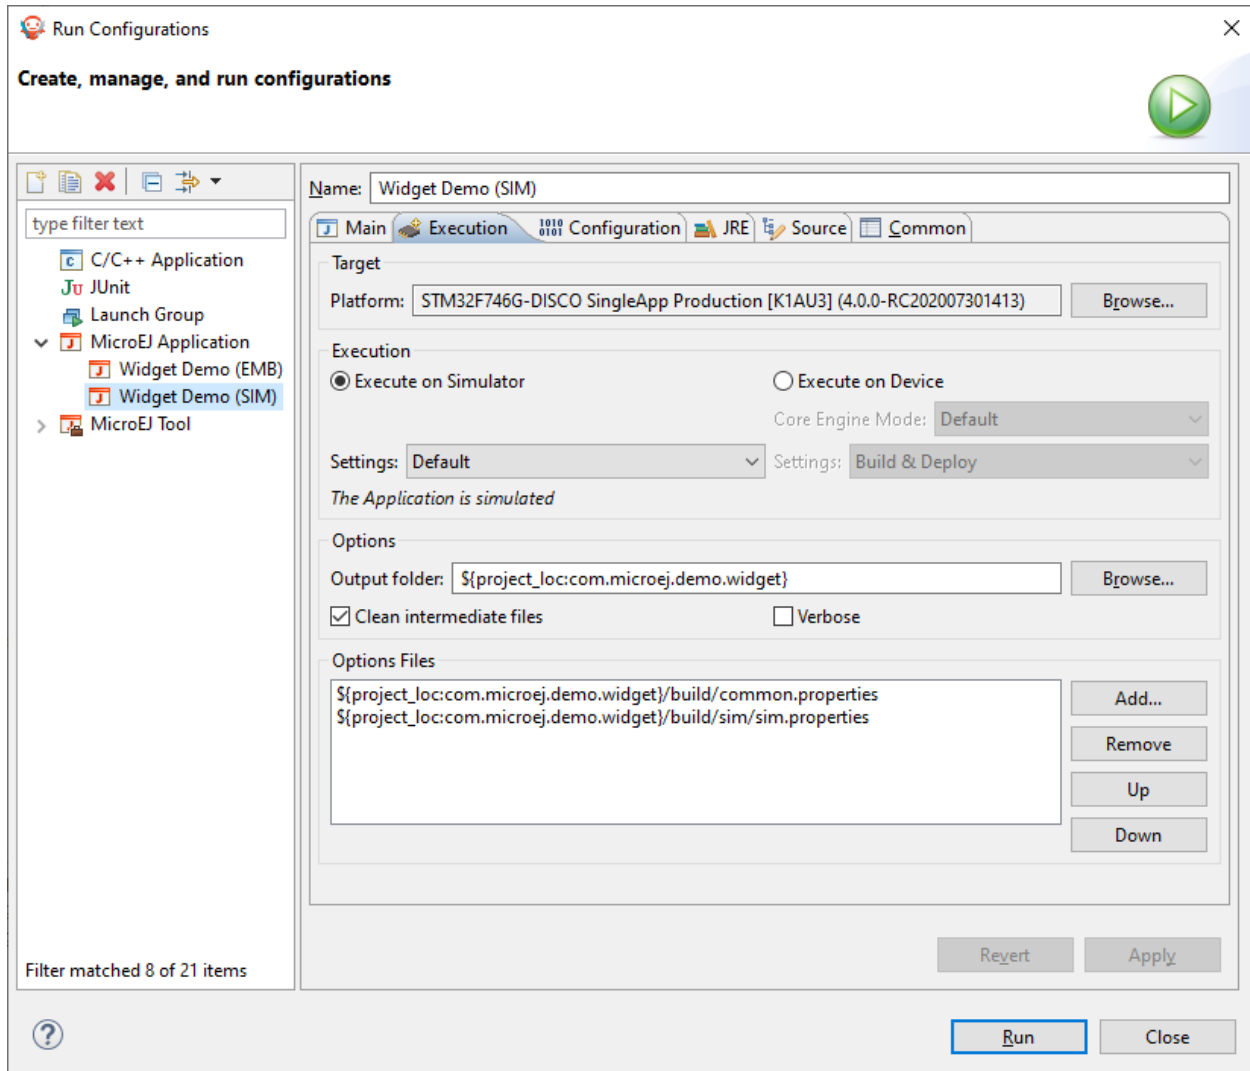 Run Configurations
Create, manage, and run configurations
type filter text
C/C++ Application
JUnit
Launch Group
MicroEJ Application
Widget Demo (EMB)
Widget Demo (SIM)
MicroEJ Tool
Filter matched 8 of 21 items
Name: Widget Demo (SIM)
Main Execution Configuration JRE Source Common
Target
Platform: STM32F746G-DISCO SingleApp Production [K1AU3] (4.0.0-RC202007301413) Browse...
Execution
Execute on Simulator Execute on Device
Core Engine Mode: Default
Settings: Default Settings: Build & Deploy
The Application is simulated
Options
Output folder: ${project_loc:com.microej.demo.widget} Browse...
Clean intermediate files Verbose
Options Files
${project_loc:com.microej.demo.widget}/build/common.properties
${project_loc:com.microej.demo.widget}/build/sim/sim.properties
Add...
Remove
Up
Down
Revert Apply
Run Close